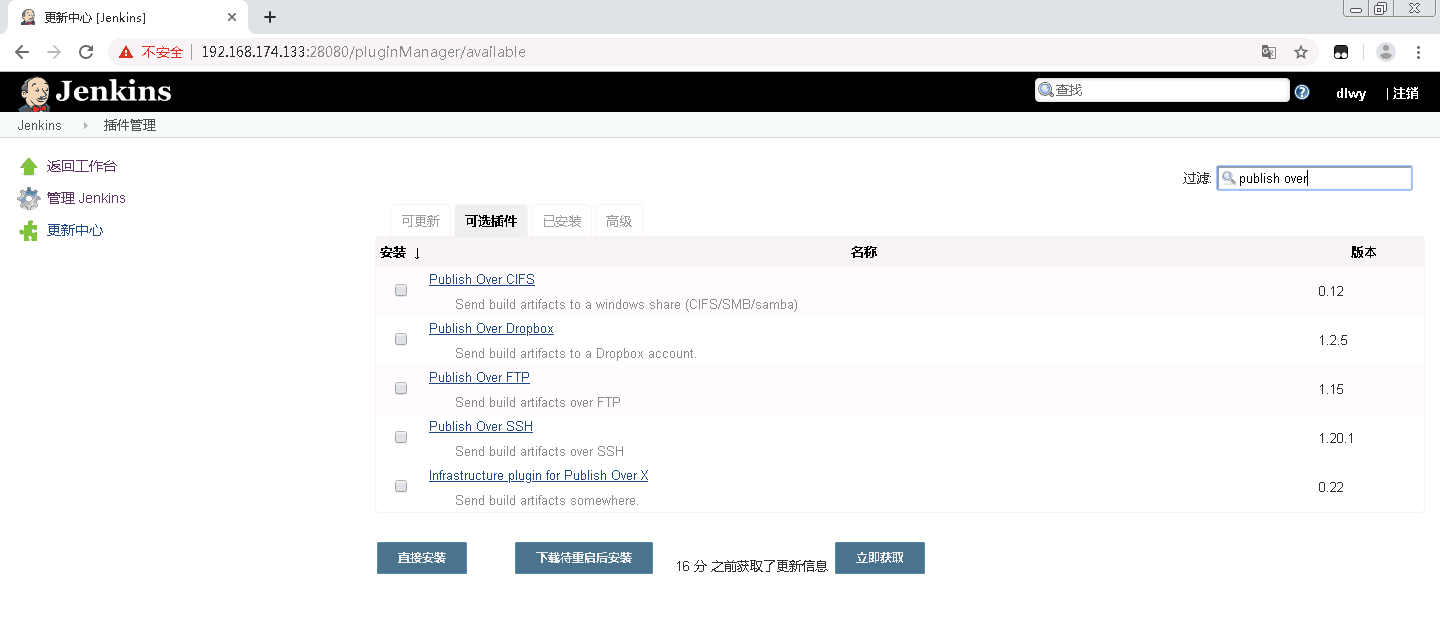 更新中心 [Jenkins]
不安全 192.168.174.133:28080/pluginManager/available
Jenkins
查找
dlwy | 注销
Jenkins 插件管理
返回工作台
管理 Jenkins
更新中心
过滤: publish over
可更新 可选插件 已安装 高级
安装 ↓ 名称 版本
Publish Over CIFS
Send build artifacts to a windows share (CIFS/SMB/samba)
0.12
Publish Over Dropbox
Send build artifacts to a Dropbox account.
1.2.5
Publish Over FTP
Send build artifacts over FTP
1.15
Publish Over SSH
Send build artifacts over SSH
1.20.1
Infrastructure plugin for Publish Over X
Send build artifacts somewhere.
0.22
直接安装 下载待重启后安装 16 分 之前获取了更新信息 立即获取